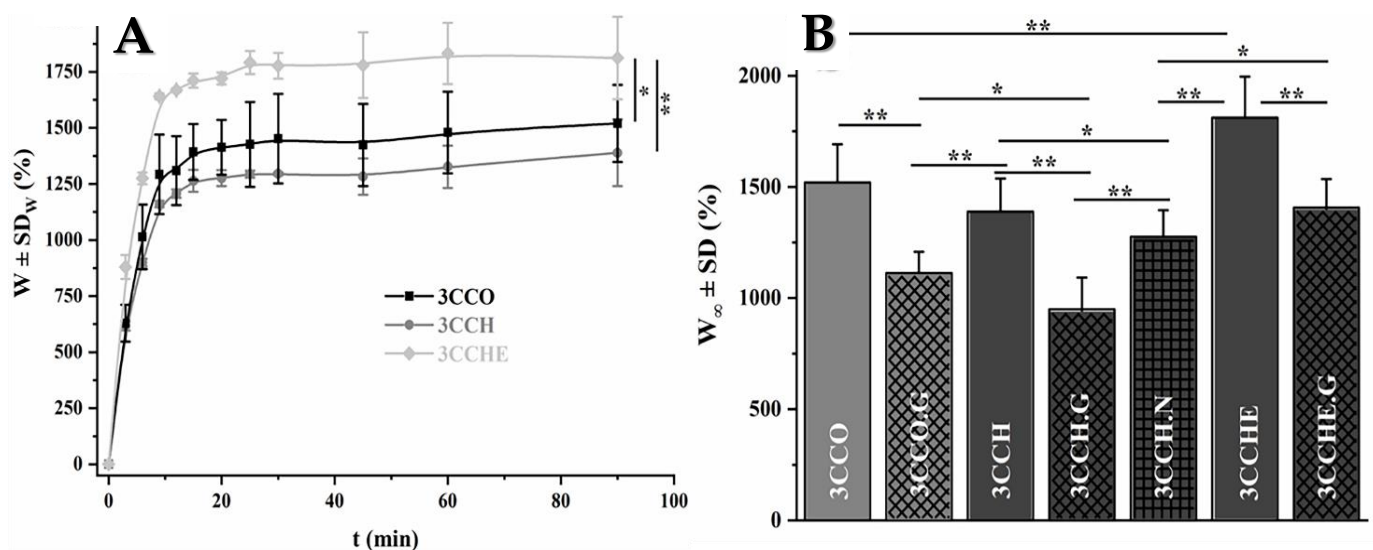 A
W ± SDW (%)
1750
1500
1250
1000
750
500
250
0
0 20 40 60 80 100
t (min)
3CCO
3CCH
3CCHE
*
**
B
W∞ ± SD (%)
2000
1500
1000
500
0
**
*
** *
** **
*
** **
**
3CCO
3CCO.G
3CCH
3CCH.G
3CCH.N
3CCHE
3CCHE.G